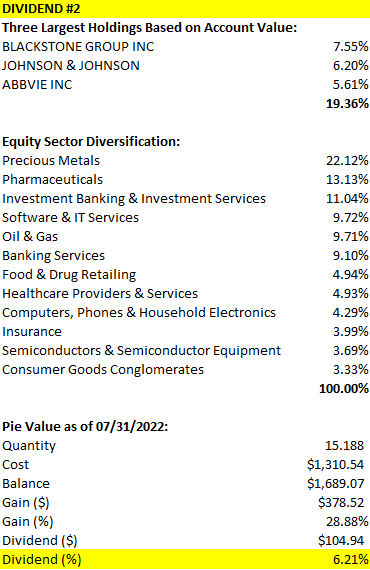 DIVIDEND #2
Three Largest Holdings Based on Account Value:
BLACKSTONE GROUP INC 7.55%
JOHNSON & JOHNSON 6.20%
ABBVIE INC 5.61%
19.36%
Equity Sector Diversification:
Precious Metals 22.12%
Pharmaceuticals 13.13%
Investment Banking & Investment Services 11.04%
Software & IT Services 9.72%
Oil & Gas 9.71%
Banking Services 9.10%
Food & Drug Retailing 4.94%
Healthcare Providers & Services 4.93%
Computers, Phones & Household Electronics 4.29%
Insurance 3.99%
Semiconductors & Semiconductor Equipment 3.69%
Consumer Goods Conglomerates 3.33%
100.00%
Pie Value as of 07/31/2022:
Quantity 15.188
Cost $1,310.54
Balance $1,689.07
Gain ($) $378.52
Gain (%) 28.88%
Dividend ($) $104.94
Dividend (%) 6.21%